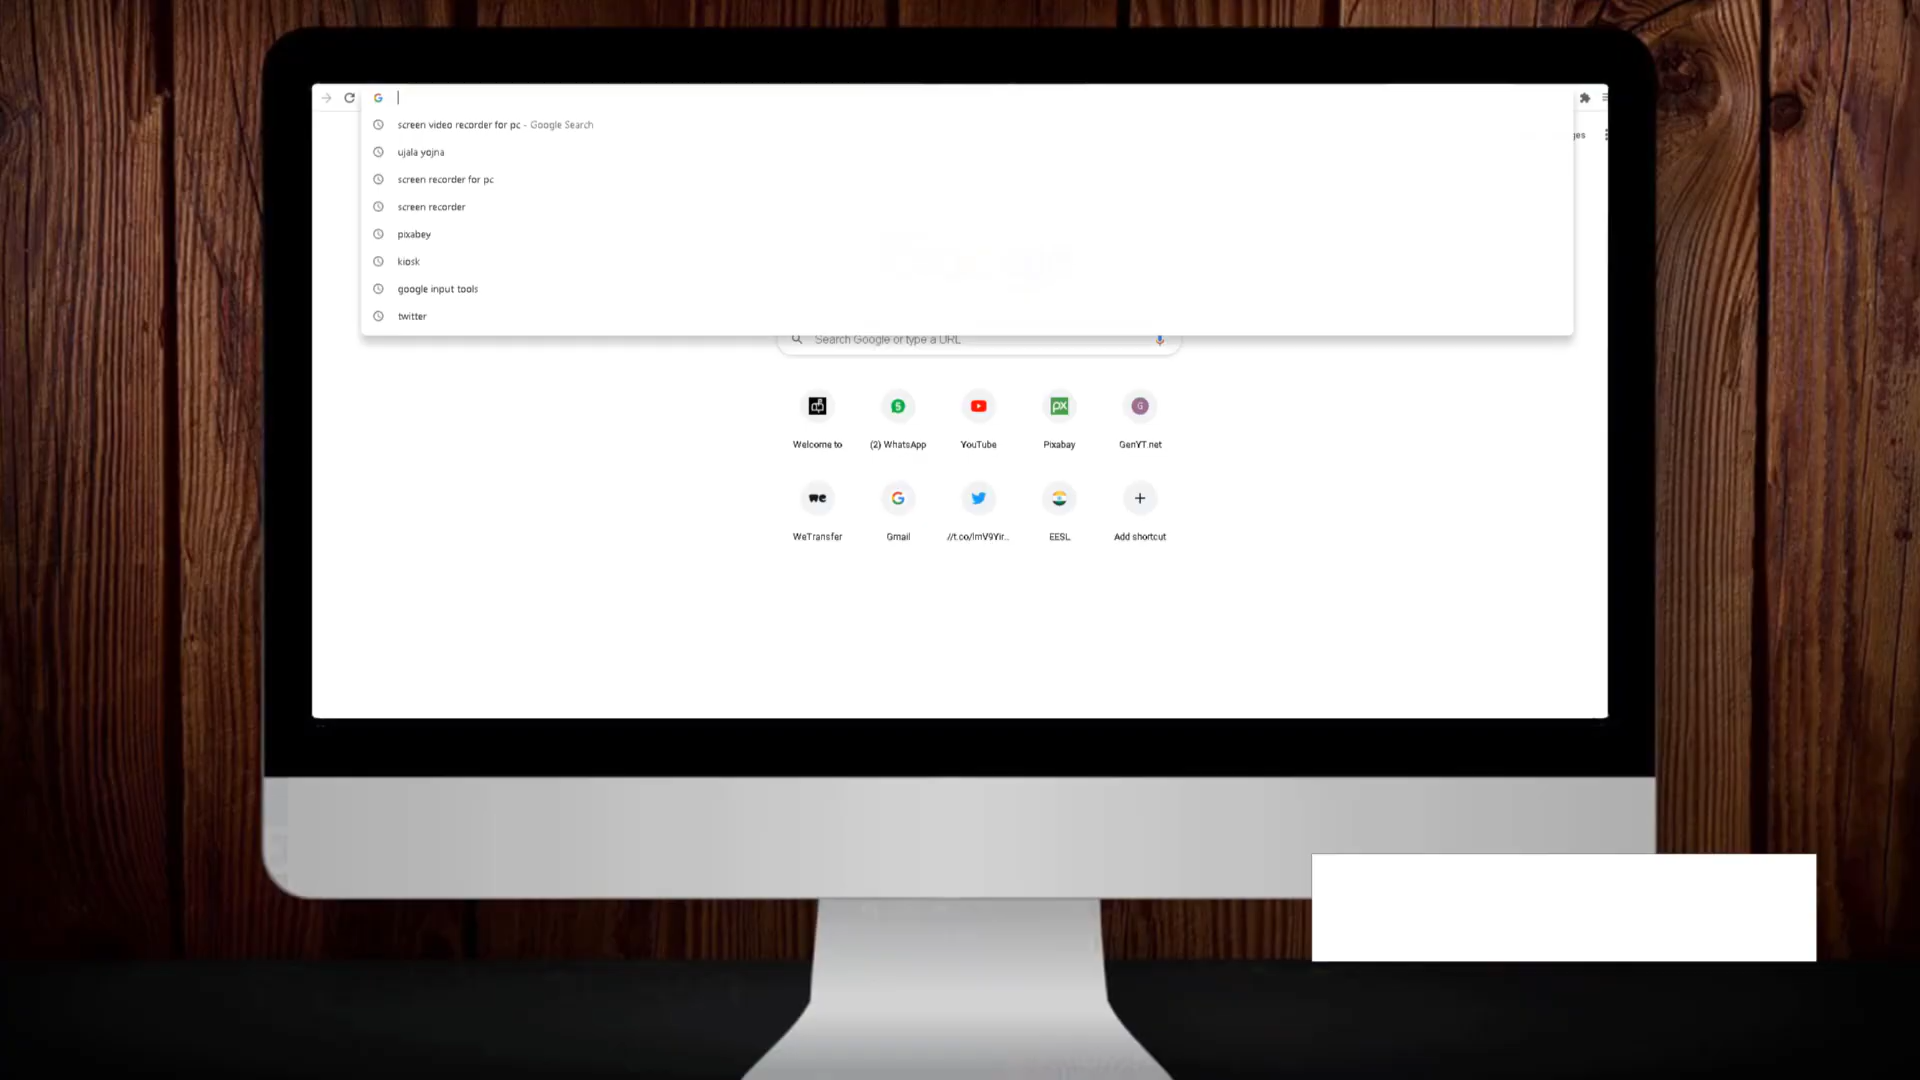 screen video recorder for pc - Google Search
ujala yojna
screen recorder for pc
screen recorder
pixabey
kiosk
google input tools
twitter
Search Google or type a URL
Welcome to
(2) WhatsApp
YouTube
Pixabay
GenYT.net
WeTransfer
Gmail
//t.co/lmV9Yir...
EESL
Add shortcut